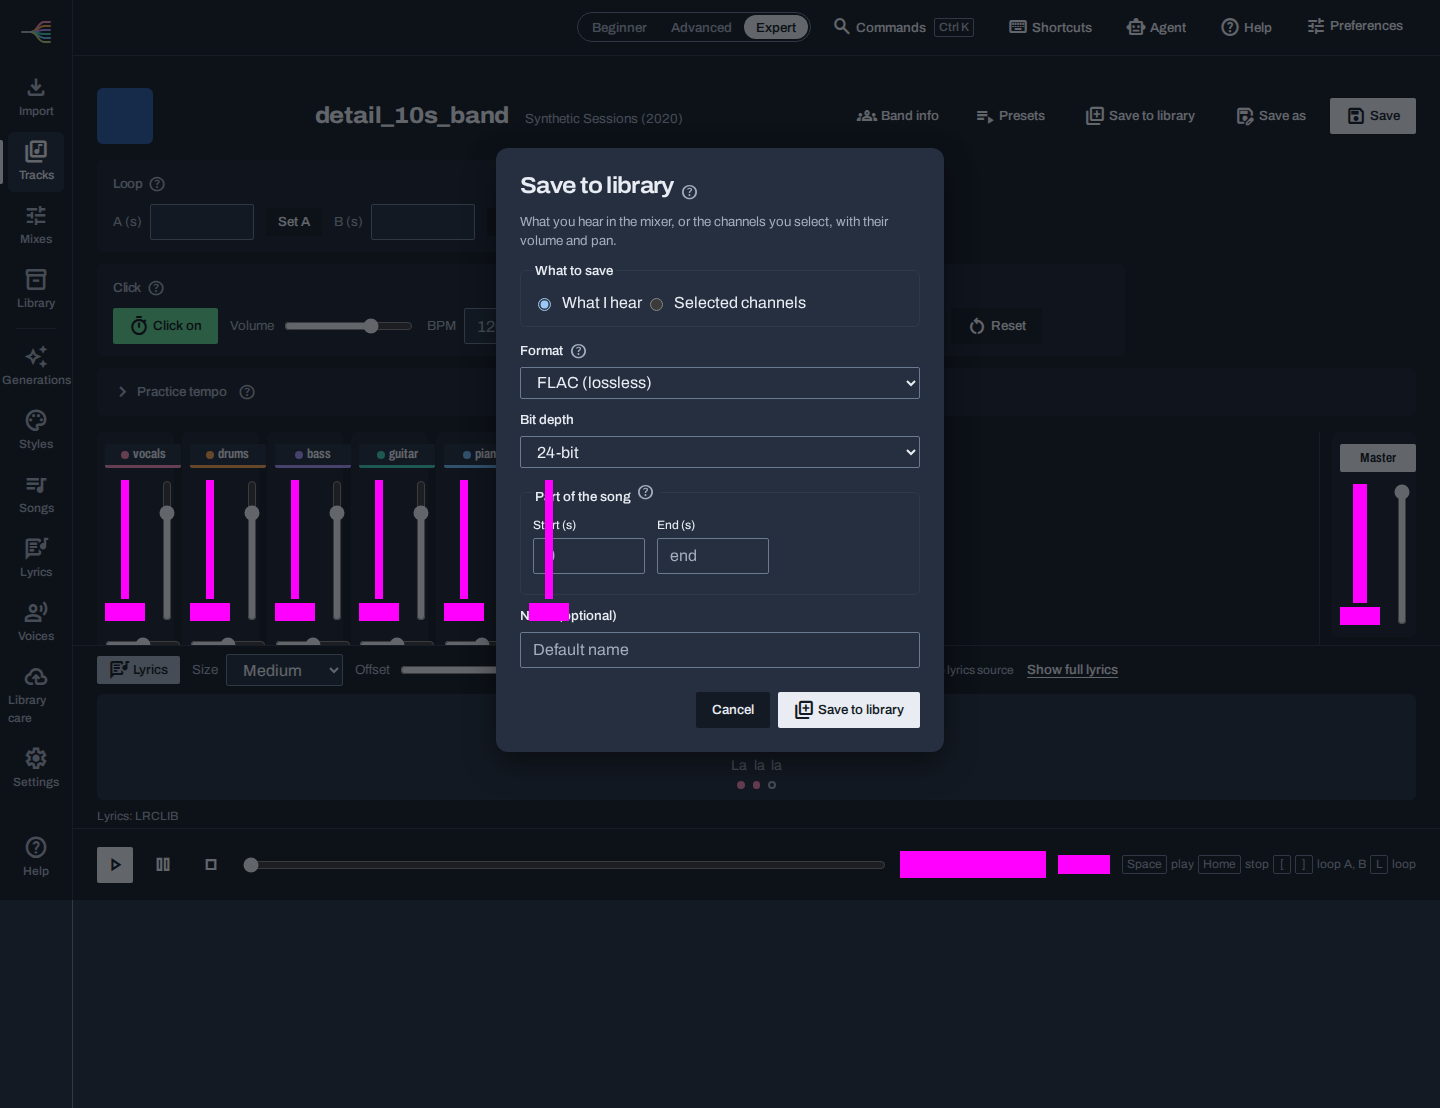 Beginner Advanced Expert Commands Ctrl K Shortcuts Agent Help Preferences
Import
Tracks
Mixes
Library
Generations
Styles
Songs
Lyrics
Voices
Library care
Settings
Help
detail_10s_band Synthetic Sessions (2020)
Band info Presets Save to library Save as Save
Loop
A (s) Set A B (s)
Click
Click on Volume BPM Reset
Practice tempo
vocals drums bass guitar Master
Save to library
What you hear in the mixer, or the channels you select, with their
volume and pan.
What to save
What I hear Selected channels
Format
FLAC (lossless)
Bit depth
24-bit
Part of the song
Start (s) End (s)
end
(optional)
Default name
Cancel Save to library
Lyrics Size Medium Offset lyrics source Show full lyrics
La la la
Lyrics: LRCLIB
Space play Home stop [ ] loop A, B L loop